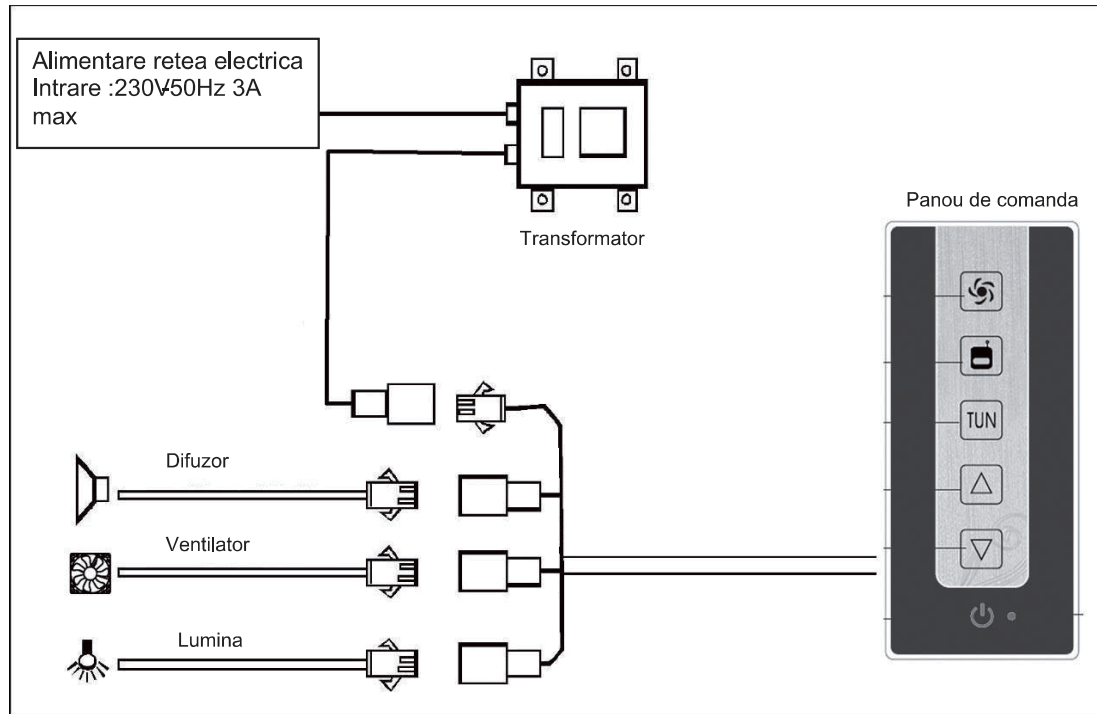 Alimentare retea electrica
Intrare :230V-50Hz 3A
max
Transformator
Panou de comanda
TUN
Difuzor
Ventilator
Lumina